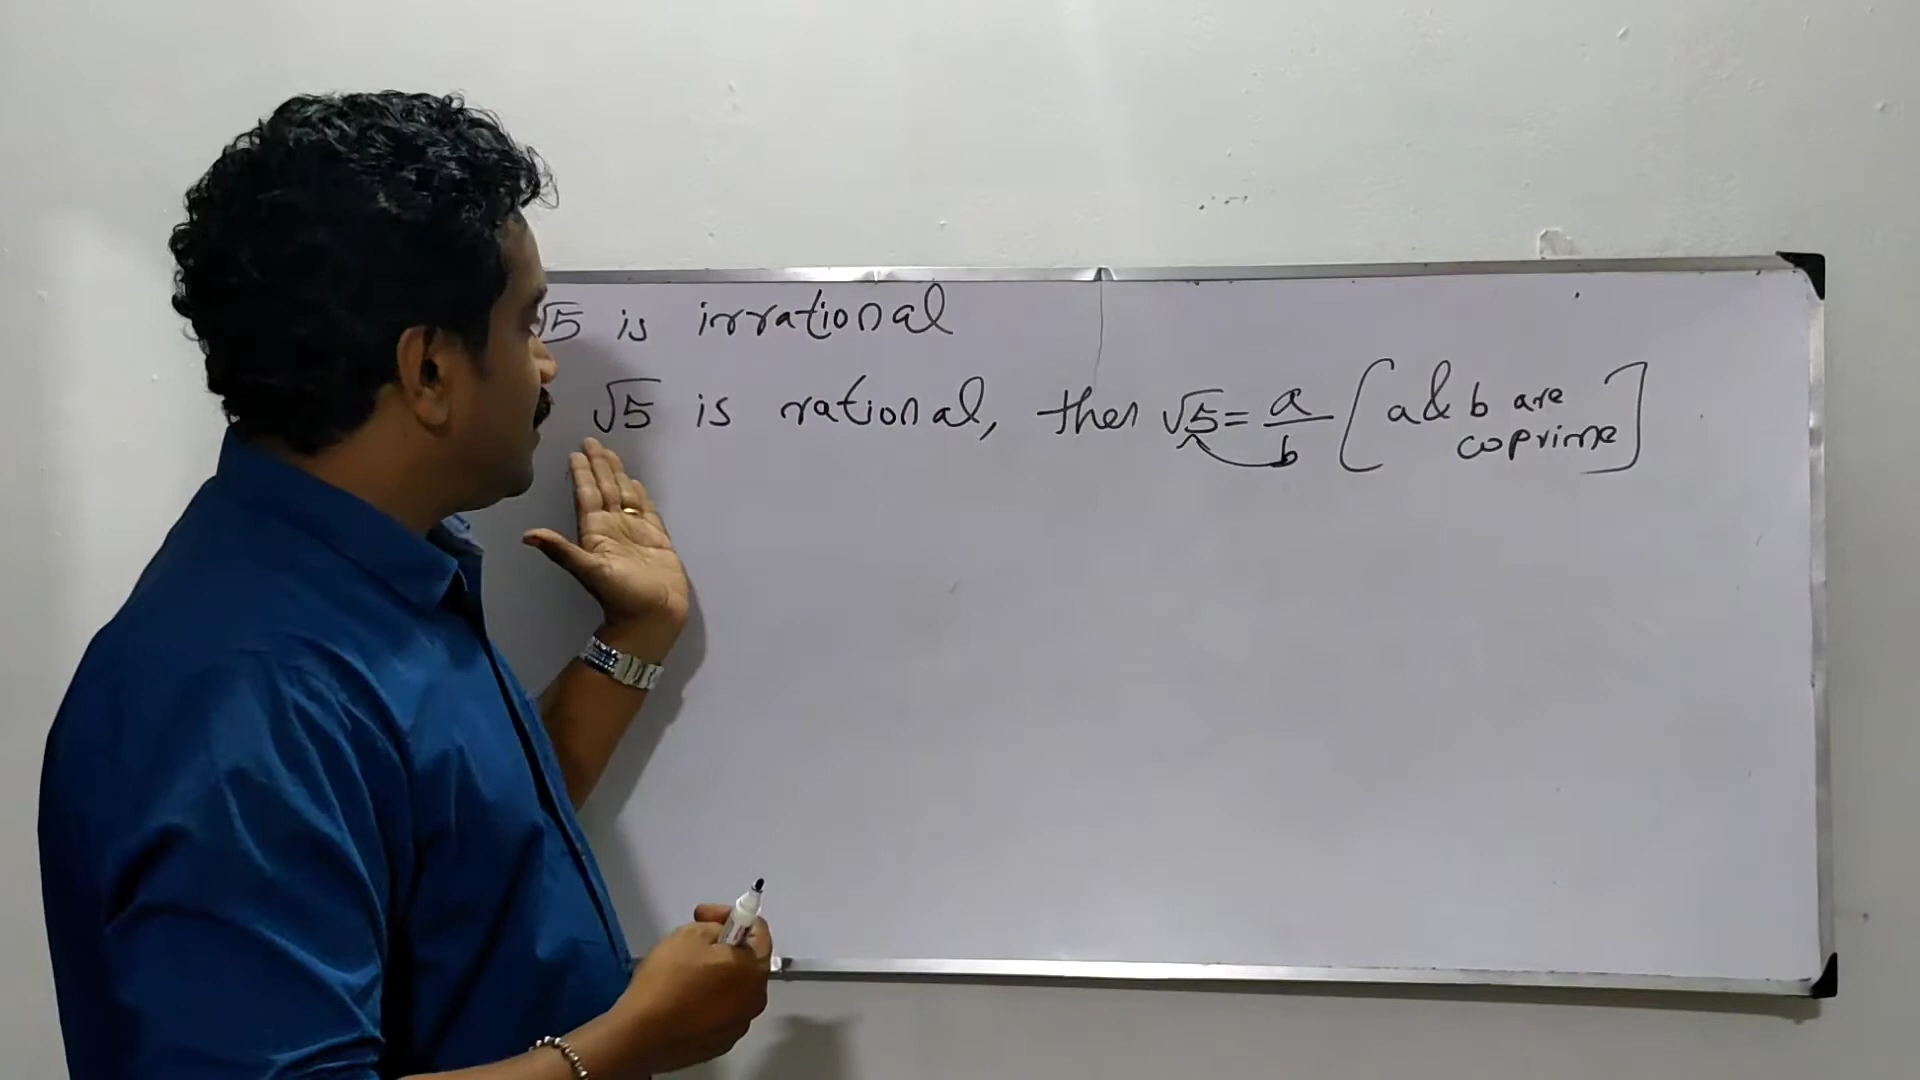 √5 is irrational
√5 is rational, then √5 = a/b [a & b are
coprime]